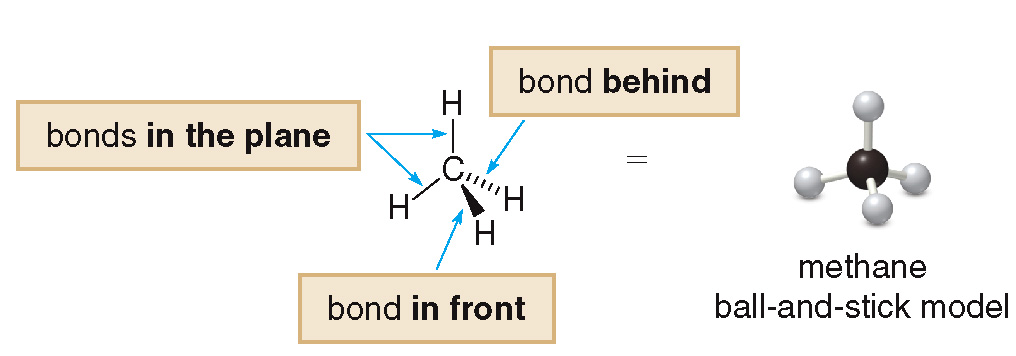 bond behind
bonds in the plane
H
C
H
H
H
=
bond in front
methane
ball-and-stick model